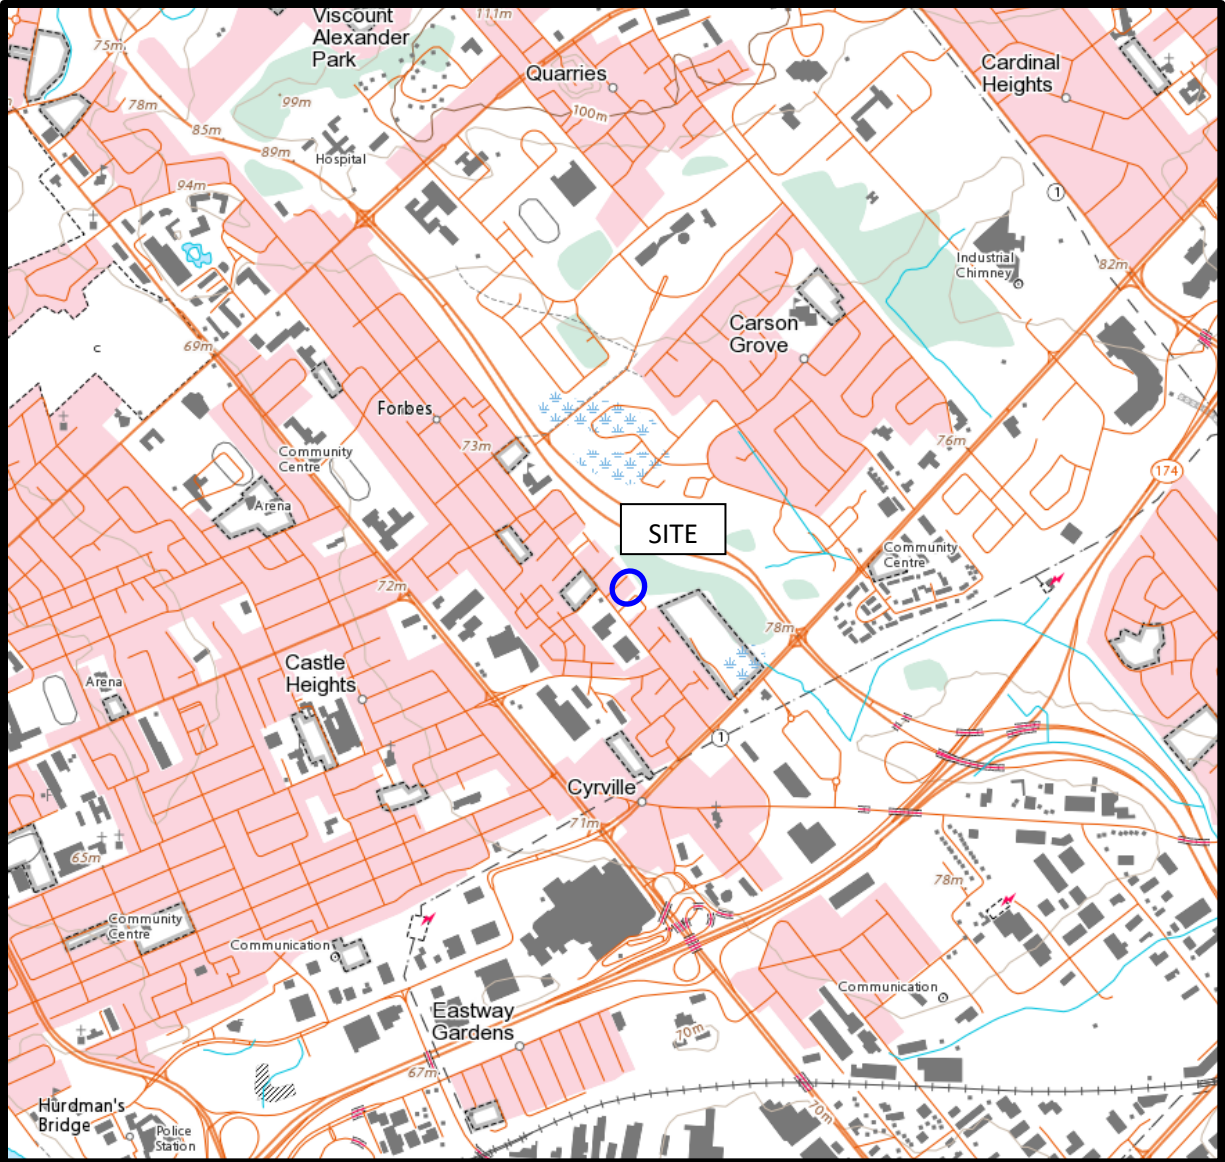 Viscount
Alexander
Park
111m
75m
Quarries
Cardinal
Heights
78m
99m
100m
85m
89m
Hospital
94m
1
Industrial
Chimney
82m
69m
Carson
Grove
c
Forbes
73m
76m
Community
Centre
174
Arena
SITE
Community
Centre
72m
78m
Castle
Heights
Arena
1
Cyrville
71m
65m
78m
Community
Centre
Communication
Communication
Eastway
Gardens
70m
67m
70m
Hurdman's
Bridge
Police
Station